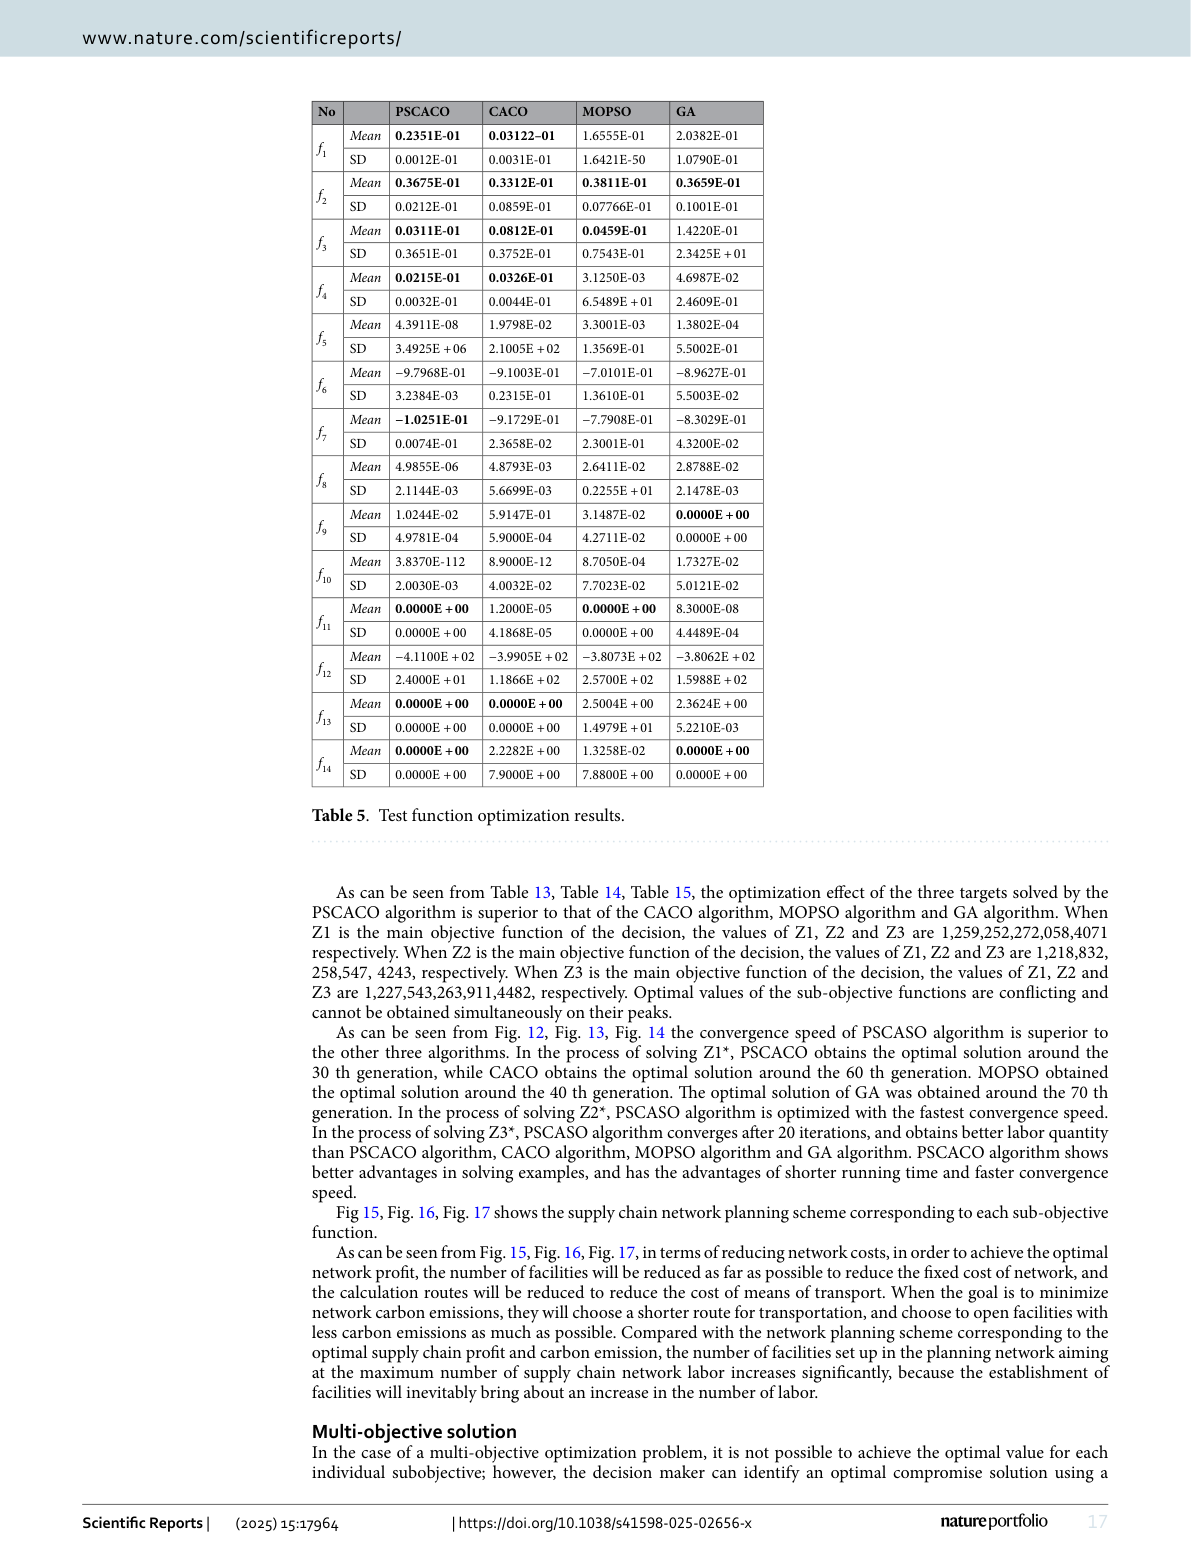 www.nature.com/scientificreports/
No PSCACO CACO MOPSO GA
f1 Mean 0.2351E-01 0.03122–01 1.6555E-01 2.0382E-01
SD 0.0012E-01 0.0031E-01 1.6421E-50 1.0790E-01
f2 Mean 0.3675E-01 0.3312E-01 0.3811E-01 0.3659E-01
SD 0.0212E-01 0.0859E-01 0.07766E-01 0.1001E-01
f3 Mean 0.0311E-01 0.0812E-01 0.0459E-01 1.4220E-01
SD 0.3651E-01 0.3752E-01 0.7543E-01 2.3425E + 01
f4 Mean 0.0215E-01 0.0326E-01 3.1250E-03 4.6987E-02
SD 0.0032E-01 0.0044E-01 6.5489E + 01 2.4609E-01
f5 Mean 4.3911E-08 1.9798E-02 3.3001E-03 1.3802E-04
SD 3.4925E + 06 2.1005E + 02 1.3569E-01 5.5002E-01
f6 Mean −9.7968E-01 −9.1003E-01 −7.0101E-01 −8.9627E-01
SD 3.2384E-03 0.2315E-01 1.3610E-01 5.5003E-02
f7 Mean −1.0251E-01 −9.1729E-01 −7.7908E-01 −8.3029E-01
SD 0.0074E-01 2.3658E-02 2.3001E-01 4.3200E-02
f8 Mean 4.9855E-06 4.8793E-03 2.6411E-02 2.8788E-02
SD 2.1144E-03 5.6699E-03 0.2255E + 01 2.1478E-03
f9 Mean 1.0244E-02 5.9147E-01 3.1487E-02 0.0000E + 00
SD 4.9781E-04 5.9000E-04 4.2711E-02 0.0000E + 00
f10 Mean 3.8370E-112 8.9000E-12 8.7050E-04 1.7327E-02
SD 2.0030E-03 4.0032E-02 7.7023E-02 5.0121E-02
f11 Mean 0.0000E + 00 1.2000E-05 0.0000E + 00 8.3000E-08
SD 0.0000E + 00 4.1868E-05 0.0000E + 00 4.4489E-04
f12 Mean −4.1100E + 02 −3.9905E + 02 −3.8073E + 02 −3.8062E + 02
SD 2.4000E + 01 1.1866E + 02 2.5700E + 02 1.5988E + 02
f13 Mean 0.0000E + 00 0.0000E + 00 2.5004E + 00 2.3624E + 00
SD 0.0000E + 00 0.0000E + 00 1.4979E + 01 5.2210E-03
f14 Mean 0.0000E + 00 2.2282E + 00 1.3258E-02 0.0000E + 00
SD 0.0000E + 00 7.9000E + 00 7.8800E + 00 0.0000E + 00
Table 5. Test function optimization results.
As can be seen from Table 13, Table 14, Table 15, the optimization effect of the three targets solved by the
PSCACO algorithm is superior to that of the CACO algorithm, MOPSO algorithm and GA algorithm. When
Z1 is the main objective function of the decision, the values of Z1, Z2 and Z3 are 1,259,252,272,058,4071
respectively. When Z2 is the main objective function of the decision, the values of Z1, Z2 and Z3 are 1,218,832,
258,547, 4243, respectively. When Z3 is the main objective function of the decision, the values of Z1, Z2 and
Z3 are 1,227,543,263,911,4482, respectively. Optimal values of the sub-objective functions are conflicting and
cannot be obtained simultaneously on their peaks.
As can be seen from Fig. 12, Fig. 13, Fig. 14 the convergence speed of PSCASO algorithm is superior to
the other three algorithms. In the process of solving Z1*, PSCACO obtains the optimal solution around the
30 th generation, while CACO obtains the optimal solution around the 60 th generation. MOPSO obtained
the optimal solution around the 40 th generation. The optimal solution of GA was obtained around the 70 th
generation. In the process of solving Z2*, PSCASO algorithm is optimized with the fastest convergence speed.
In the process of solving Z3*, PSCASO algorithm converges after 20 iterations, and obtains better labor quantity
than PSCACO algorithm, CACO algorithm, MOPSO algorithm and GA algorithm. PSCACO algorithm shows
better advantages in solving examples, and has the advantages of shorter running time and faster convergence
speed.
Fig 15, Fig. 16, Fig. 17 shows the supply chain network planning scheme corresponding to each sub-objective
function.
As can be seen from Fig. 15, Fig. 16, Fig. 17, in terms of reducing network costs, in order to achieve the optimal
network profit, the number of facilities will be reduced as far as possible to reduce the fixed cost of network, and
the calculation routes will be reduced to reduce the cost of means of transport. When the goal is to minimize
network carbon emissions, they will choose a shorter route for transportation, and choose to open facilities with
less carbon emissions as much as possible. Compared with the network planning scheme corresponding to the
optimal supply chain profit and carbon emission, the number of facilities set up in the planning network aiming
at the maximum number of supply chain network labor increases significantly, because the establishment of
facilities will inevitably bring about an increase in the number of labor.
Multi-objective solution
In the case of a multi-objective optimization problem, it is not possible to achieve the optimal value for each
individual subobjective; however, the decision maker can identify an optimal compromise solution using a
Scientific Reports | (2025) 15:17964 | https://doi.org/10.1038/s41598-025-02656-x nature portfolio 17